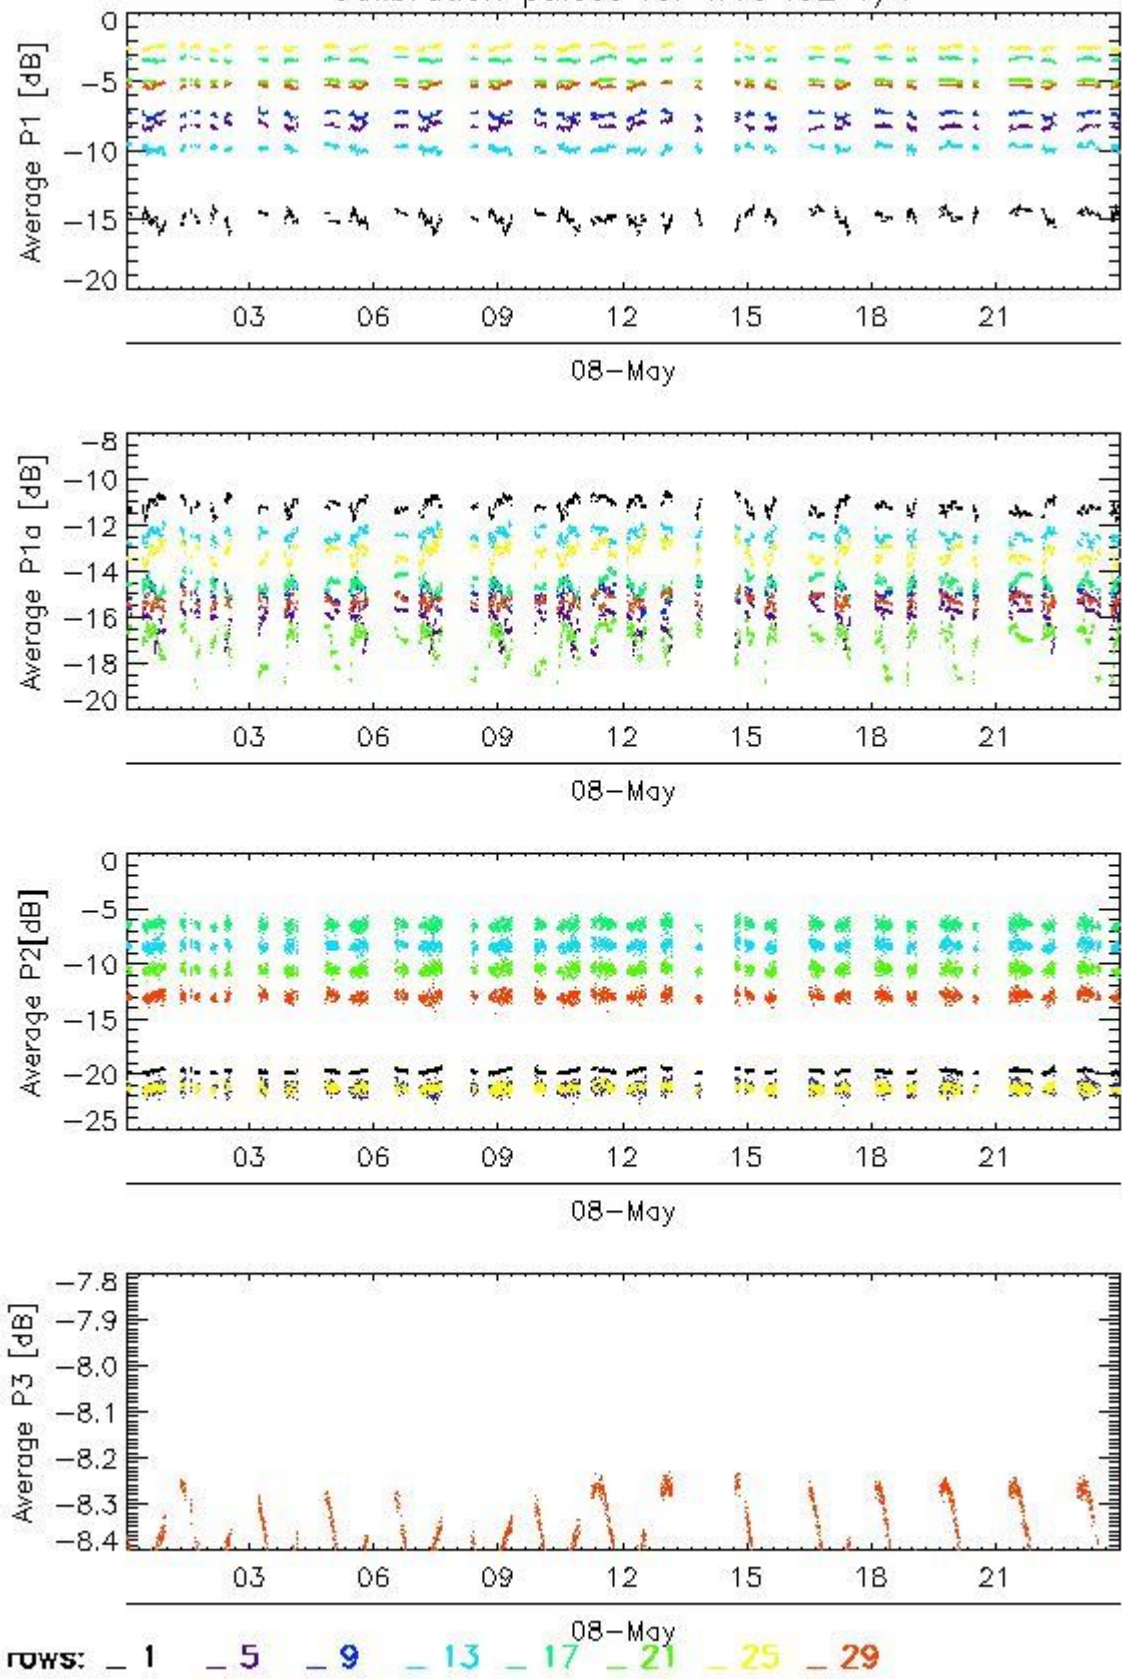 0
−5
−10
−15
−20
Average P1 [dB]
03 06 09 12 15 18 21
08−May
−8
−10
−12
−14
−16
−18
−20
Average P1a [dB]
03 06 09 12 15 18 21
08−May
0
−5
−10
−15
−20
−25
Average P2[dB]
03 06 09 12 15 18 21
08−May
−7.8
−7.9
−8.0
−8.1
−8.2
−8.3
−8.4
Average P3 [dB]
03 06 09 12 15 18 21
08−May
rows: _ 1 _ 5 _ 9 _ 13 _ 17 _ 21 _ 25 _ 29